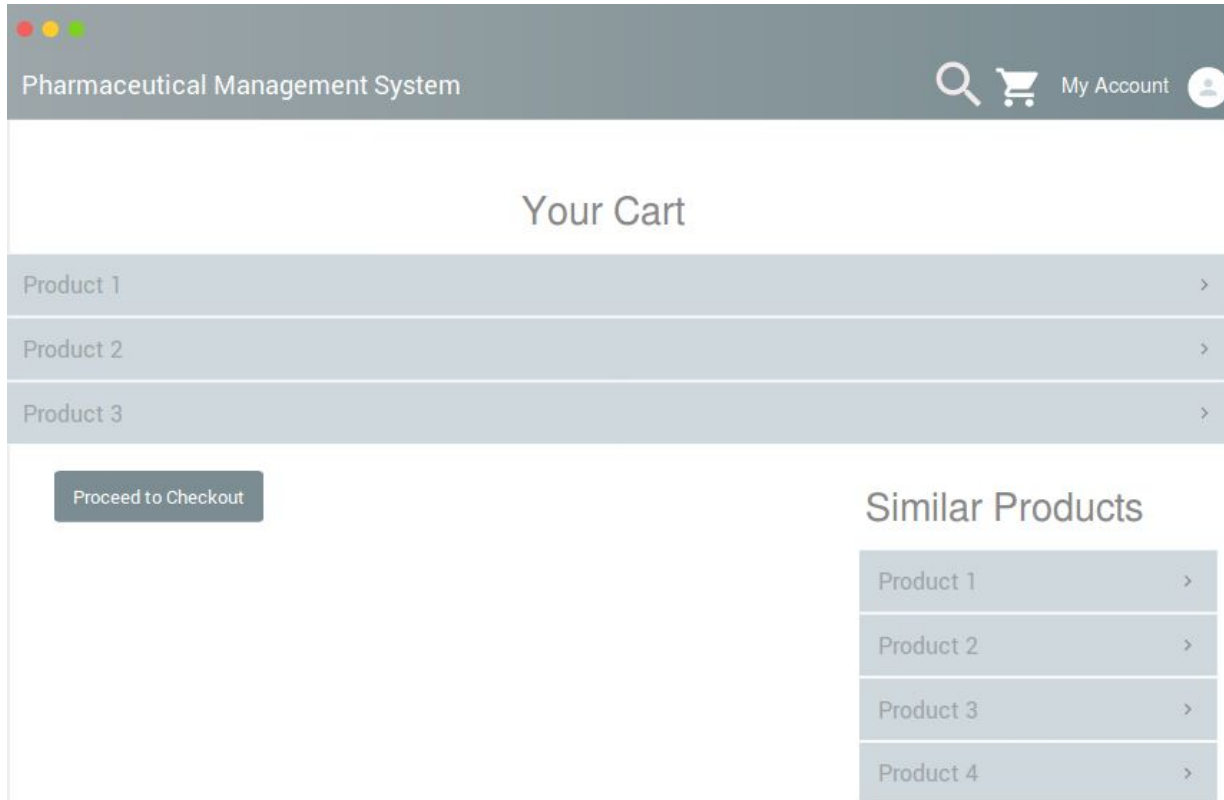 Pharmaceutical Management System
My Account
Your Cart
Product 1
Product 2
Product 3
Proceed to Checkout
Similar Products
Product 1
Product 2
Product 3
Product 4